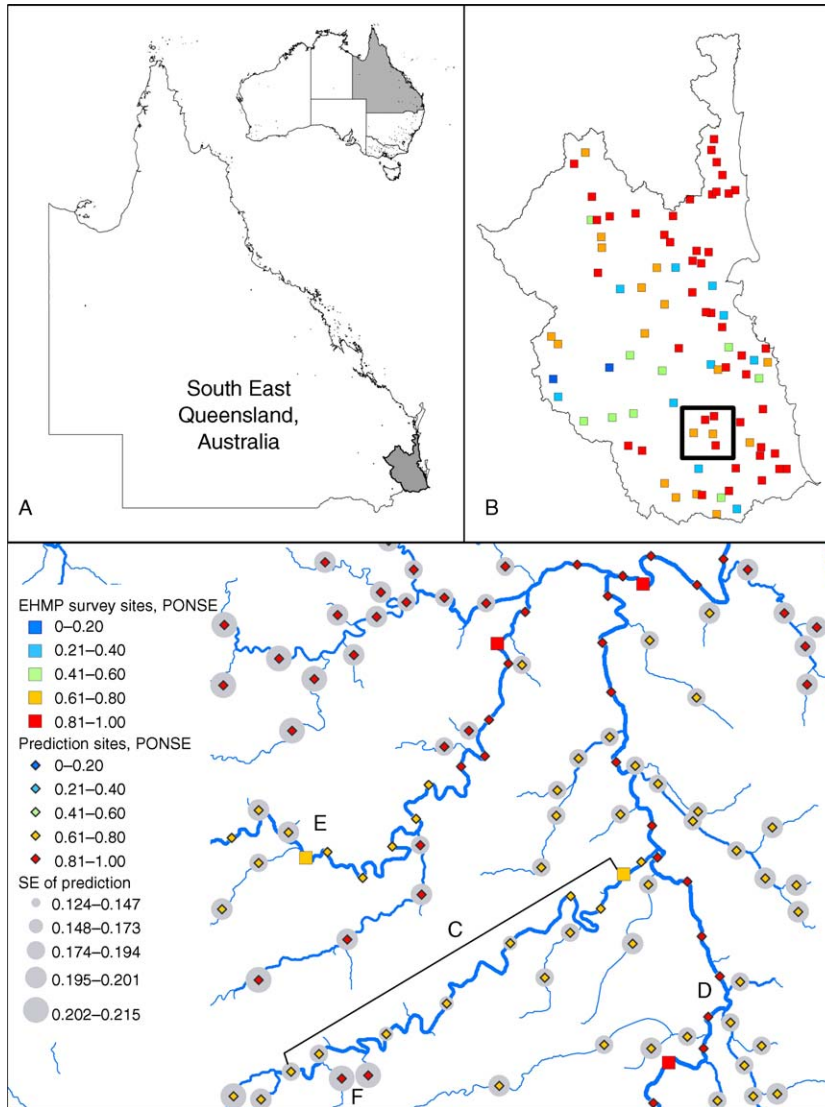 South East
Queensland,
Australia
A
B
EHMP survey sites, PONSE
0–0.20
0.21–0.40
0.41–0.60
0.61–0.80
0.81–1.00
Prediction sites, PONSE
0–0.20
0.21–0.40
0.41–0.60
0.61–0.80
0.81–1.00
SE of prediction
0.124–0.147
0.148–0.173
0.174–0.194
0.195–0.201
0.202–0.215
E
C
D
F